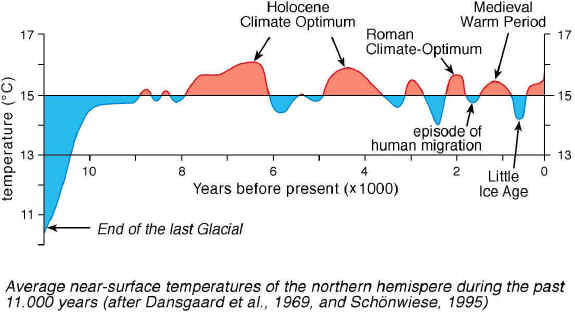 Holocene
Climate Optimum
Medieval
Warm Period
Roman
Climate-Optimum
17
17
15
15
13
13
11
temperature (°C)
episode of
human migration
Little
Ice Age
10
8
6
4
2
0
Years before present (x1000)
End of the last Glacial
Average near-surface temperatures of the northern hemispere during the past
11.000 years (after Dansgaard et al., 1969, and Schönwiese, 1995)